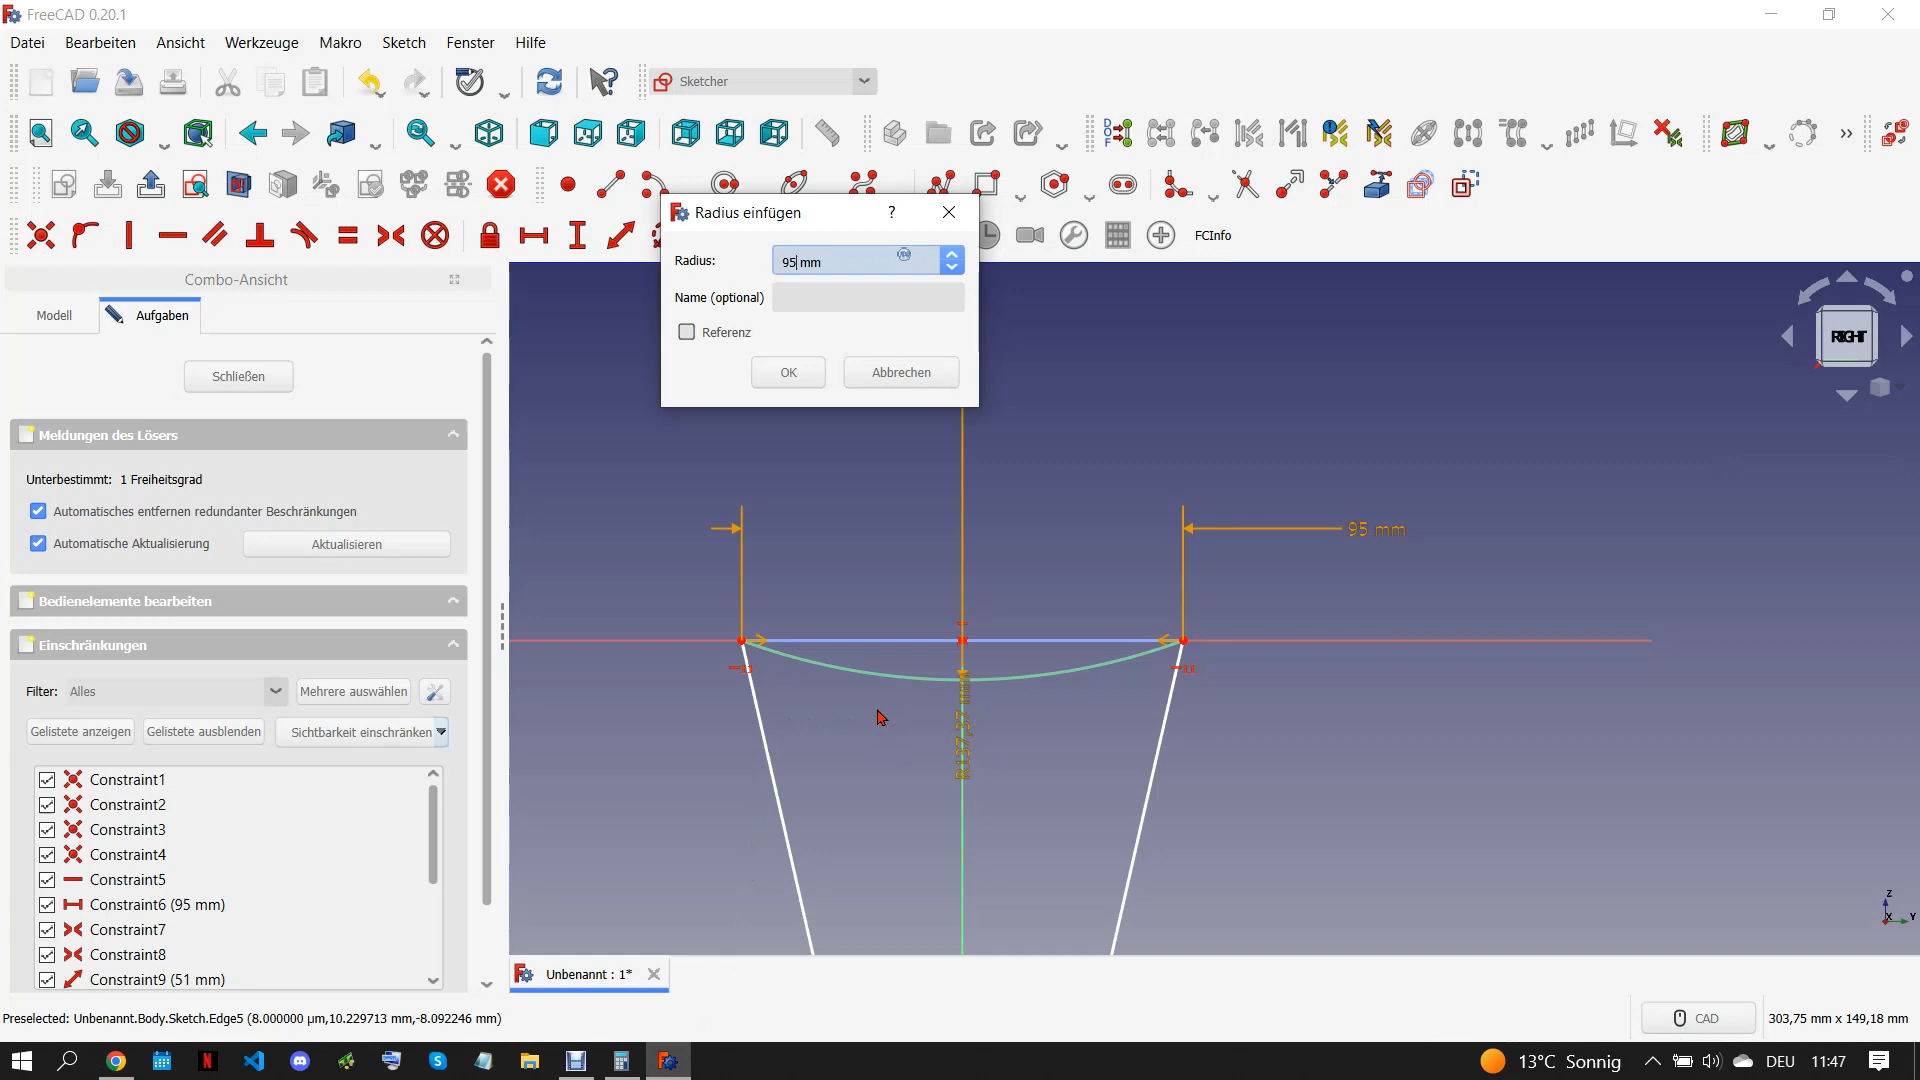 FreeCAD 0.20.1
Datei Bearbeiten Ansicht Werkzeuge Makro Sketch Fenster Hilfe
Sketcher
DOF
FCInfo
Radius einfügen ?
Radius: 95 mm
Name (optional)
Referenz
OK Abbrechen
Combo-Ansicht
Modell Aufgaben
Schließen
Meldungen des Lösers
Unterbestimmt: 1 Freiheitsgrad
Automatisches entfernen redundanter Beschränkungen
Automatische Aktualisierung Aktualisieren
Bedienelemente bearbeiten
Einschränkungen
Filter: Alles Mehrere auswählen
Gelistete anzeigen Gelistete ausblenden Sichtbarkeit einschränken
Constraint1
Constraint2
Constraint3
Constraint4
Constraint5
Constraint6 (95 mm)
Constraint7
Constraint8
Constraint9 (51 mm)
RIGHT
95 mm
R137,37 mm
Z
X Y
Unbenannt : 1*
Preselected: Unbenannt.Body.Sketch.Edge5 (8.000000 µm,10.229713 mm,-8.092246 mm)
CAD 303,75 mm x 149,18 mm
13°C Sonnig DEU 11:47